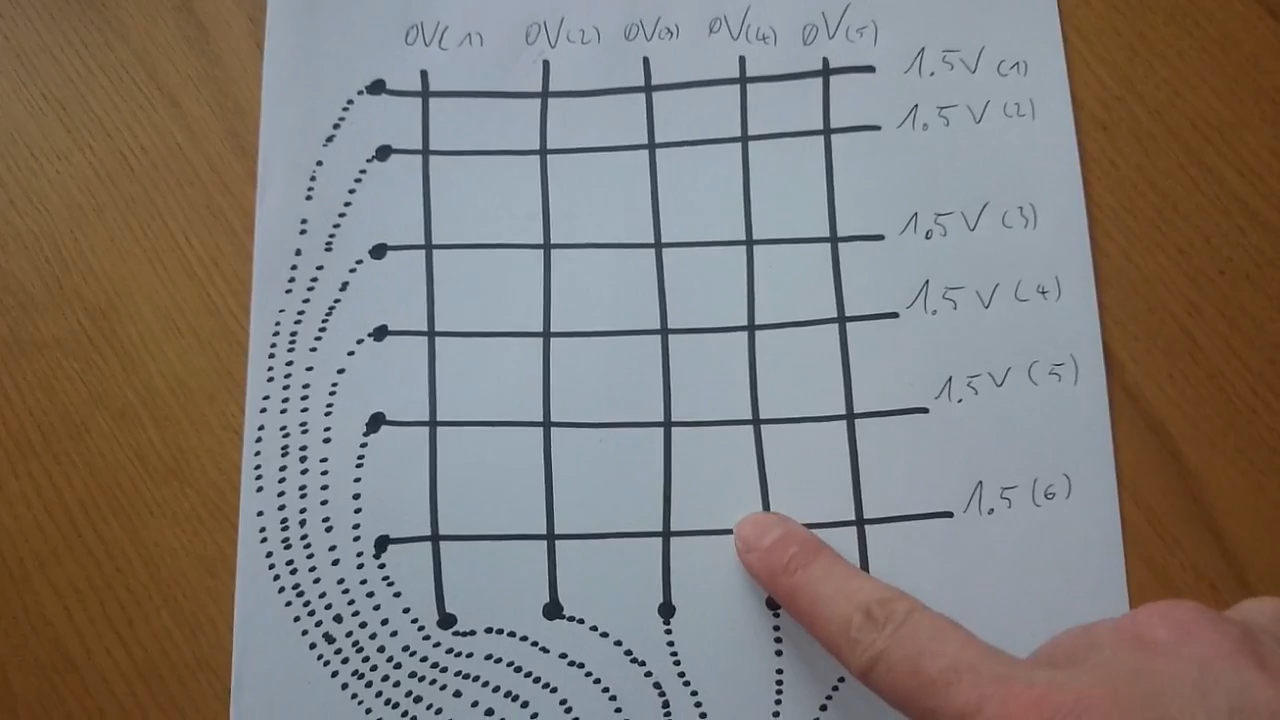 0V(1) 0V(2) 0V(3) 0V(4) 0V(5)
1.5V (1)
1.5V (2)
1.5V (3)
1.5V (4)
1.5V (5)
1.5 (6)